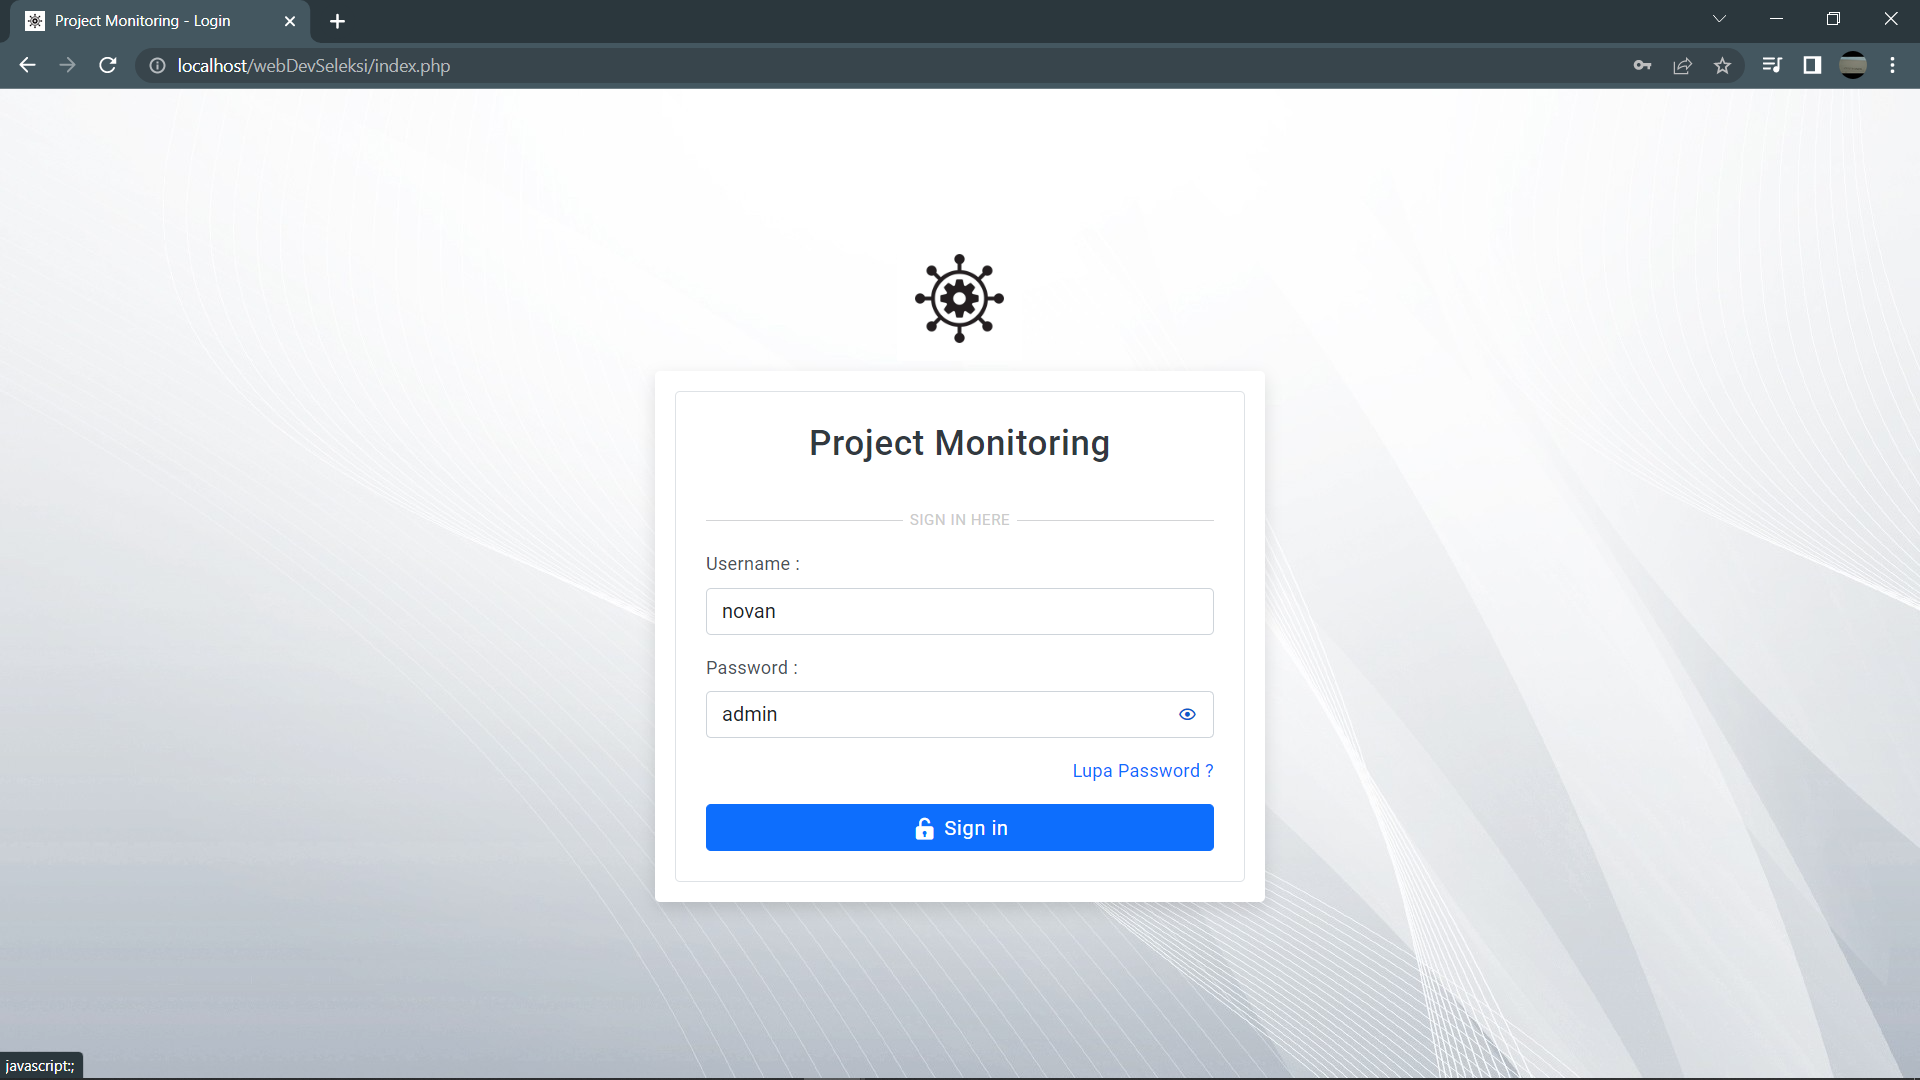 Project Monitoring - Login
localhost/webDevSeleksi/index.php
Project Monitoring
SIGN IN HERE
Username :
novan
Password :
admin
Lupa Password ?
Sign in
javascript:;